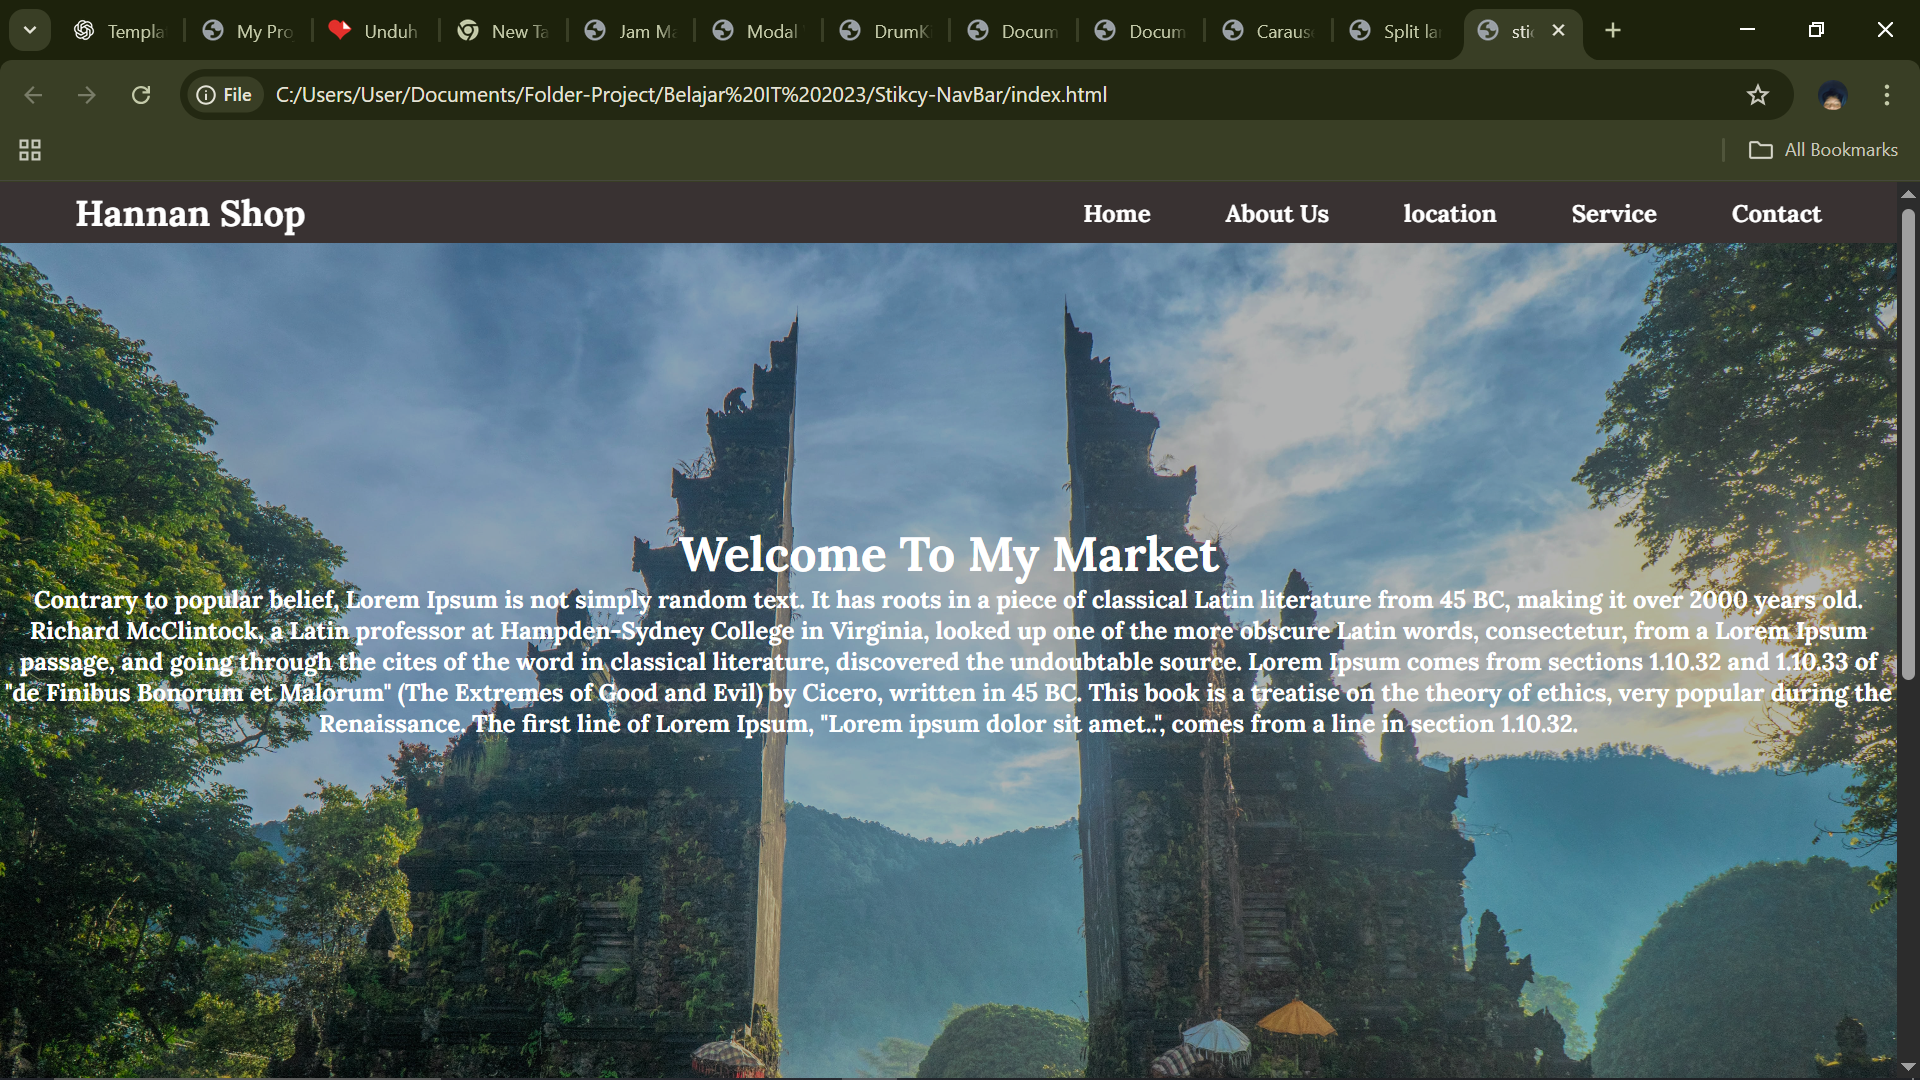 Templa
My Pro
Unduh
New Ta
Jam Ma
Modal
DrumKi
Docum
Docum
Caraus
Split la
sti
File
C:/Users/User/Documents/Folder-Project/Belajar%20IT%202023/Stikcy-NavBar/index.html
All Bookmarks
Hannan Shop
Home
About Us
location
Service
Contact
Welcome To My Market
Contrary to popular belief, Lorem Ipsum is not simply random text. It has roots in a piece of classical Latin literature from 45 BC, making it over 2000 years old.
Richard McClintock, a Latin professor at Hampden-Sydney College in Virginia, looked up one of the more obscure Latin words, consectetur, from a Lorem Ipsum
passage, and going through the cites of the word in classical literature, discovered the undoubtable source. Lorem Ipsum comes from sections 1.10.32 and 1.10.33 of
"de Finibus Bonorum et Malorum" (The Extremes of Good and Evil) by Cicero, written in 45 BC. This book is a treatise on the theory of ethics, very popular during the
Renaissance. The first line of Lorem Ipsum, "Lorem ipsum dolor sit amet..", comes from a line in section 1.10.32.